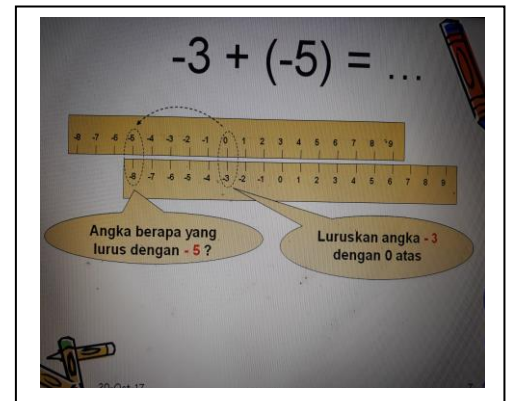 -3 + (-5) = ...
-8 -7 -6 -5 -4 -3 -2 -1 0 1 2 3 4 5 6 7 8 9
-8 -7 -6 -5 -4 -3 -2 -1 0 1 2 3 4 5 6 7 8 9
Angka berapa yang
lurus dengan - 5 ?
Luruskan angka - 3
dengan 0 atas
20-Oct-17